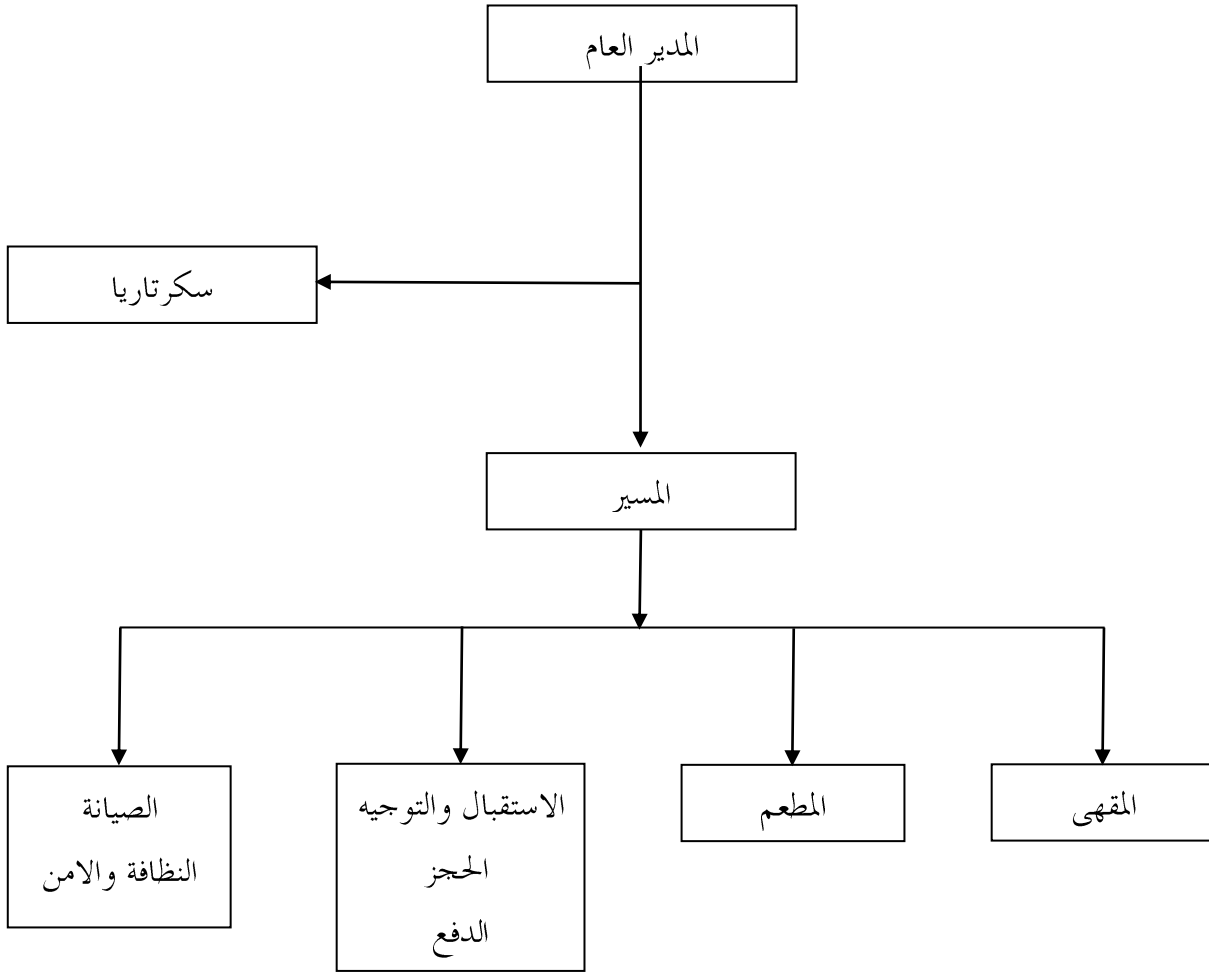 المدير العام
سكرتاريا
المسير
المقهى
المطعم
الاستقبال والتوجيه
الحجز
الدفع
الصيانة
النظافة والامن